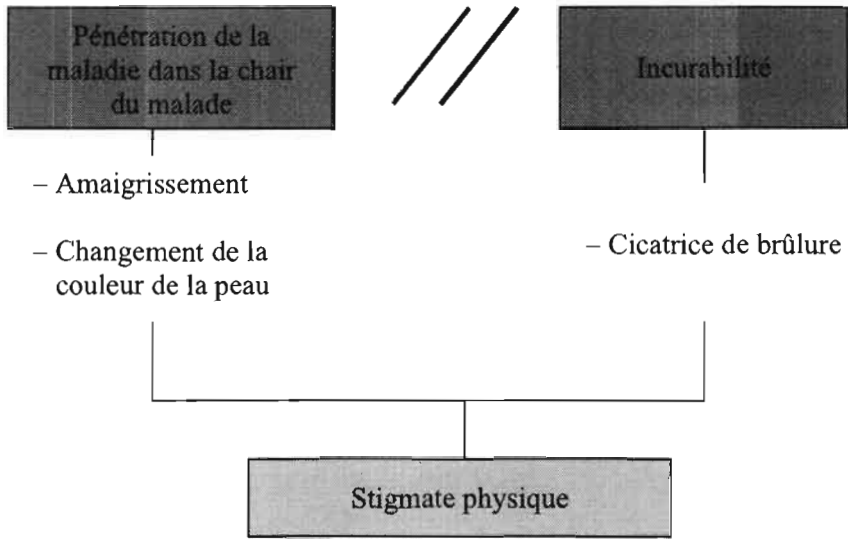 Pénétration de la
maladie dans la chair
du malade
Incurabilité
– Amaigrissement
– Changement de la
couleur de la peau
– Cicatrice de brûlure
Stigmate physique